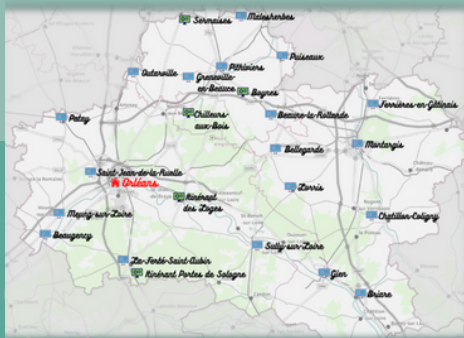 Sermaises
Malesherbes
Puiseaux
Outarville
Pithiviers
Greneville-
en-Beauce
Boynes
Ferrières-en-Gâtinais
Chilleurs
aux-Bois
Beaune-la-Rollande
Patay
Bellegarde
Montargis
Saint-Jean-de-la-Ruelle
Orléans
Lorris
Itinérant
des Loges
Meung-sur-Loire
Chatillon-Coligny
Beaugency
Sully-sur-Loire
La-Ferté-Saint-Aubin
Itinérant Portes de Sologne
Gien
Briare